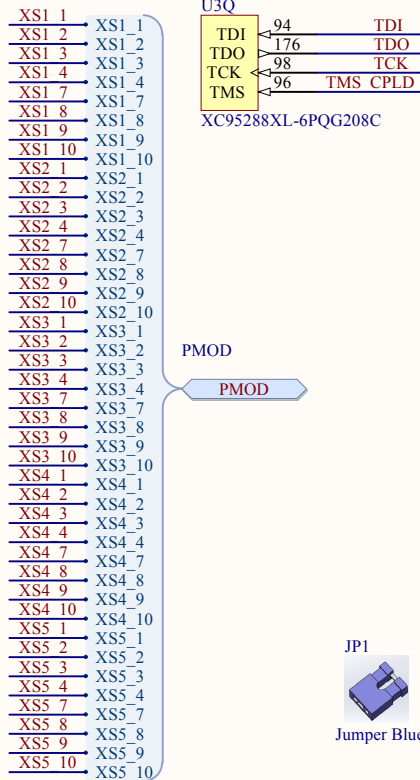 XS1_1 XS1_1
XS1_2 XS1_2
XS1_3 XS1_3
XS1_4 XS1_4
XS1_7 XS1_7
XS1_8 XS1_8
XS1_9 XS1_9
XS1_10 XS1_10
XS2_1 XS2_1
XS2_2 XS2_2
XS2_3 XS2_3
XS2_4 XS2_4
XS2_7 XS2_7
XS2_8 XS2_8
XS2_9 XS2_9
XS2_10 XS2_10
XS3_1 XS3_1
XS3_2 XS3_2
XS3_3 XS3_3
XS3_4 XS3_4
XS3_7 XS3_7
XS3_8 XS3_8
XS3_9 XS3_9
XS3_10 XS3_10
XS4_1 XS4_1
XS4_2 XS4_2
XS4_3 XS4_3
XS4_4 XS4_4
XS4_7 XS4_7
XS4_8 XS4_8
XS4_9 XS4_9
XS4_10 XS4_10
XS5_1 XS5_1
XS5_2 XS5_2
XS5_3 XS5_3
XS5_4 XS5_4
XS5_7 XS5_7
XS5_8 XS5_8
XS5_9 XS5_9
XS5_10 XS5_10
PMOD
PMOD
U3Q
TDI 94 TDI
TDO 176 TDO
TCK 98 TCK
TMS 96 TMS_CPLD
XC95288XL-6PQG208C
JP1
Jumper Blue